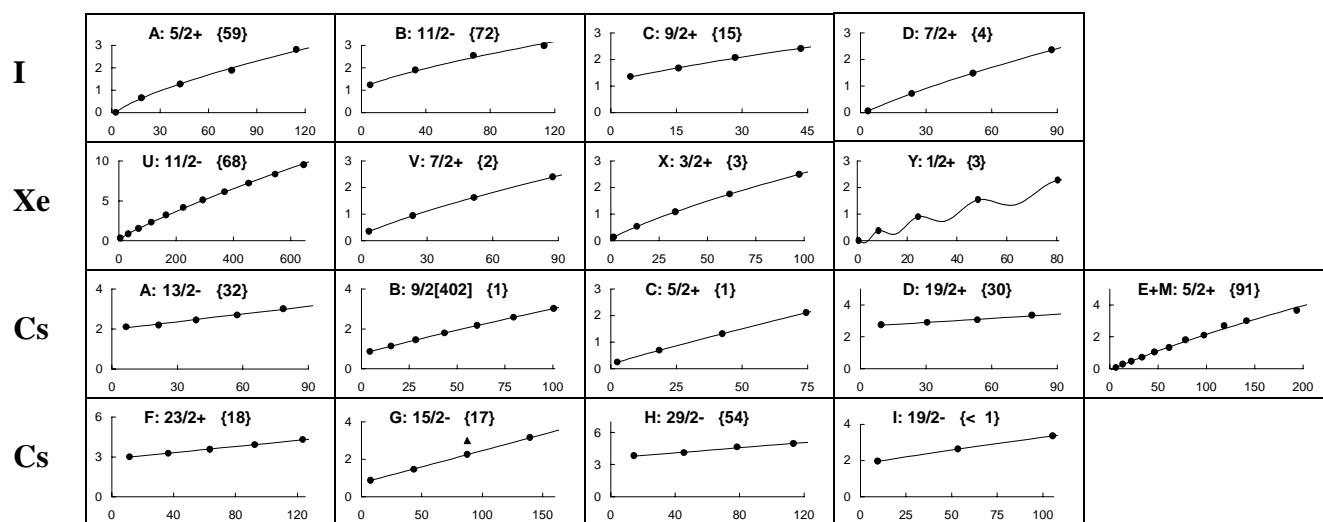 I
A: 5/2+ {59}
3
2
1
0
0 30 60 90 120
B: 11/2- {72}
3
2
1
0
0 40 80 120
C: 9/2+ {15}
3
2
1
0
0 15 30 45
D: 7/2+ {4}
3
2
1
0
0 30 60 90
Xe
U: 11/2- {68}
10
5
0
0 200 400 600
V: 7/2+ {2}
3
2
1
0
0 30 60 90
X: 3/2+ {3}
3
2
1
0
0 25 50 75 100
Y: 1/2+ {3}
3
2
1
0
0 20 40 60 80
Cs
A: 13/2- {32}
4
2
0
0 30 60 90
B: 9/2[402] {1}
4
3
2
1
0
0 25 50 75 100
C: 5/2+ {1}
3
2
1
0
0 25 50 75
D: 19/2+ {30}
4
2
0
0 30 60 90
E+M: 5/2+ {91}
4
2
0
0 50 100 150 200
Cs
F: 23/2+ {18}
6
3
0
0 40 80 120
G: 15/2- {17}
4
2
0
0 50 100 150
H: 29/2- {54}
6
3
0
0 40 80 120
I: 19/2- {< 1}
4
2
0
0 50 100